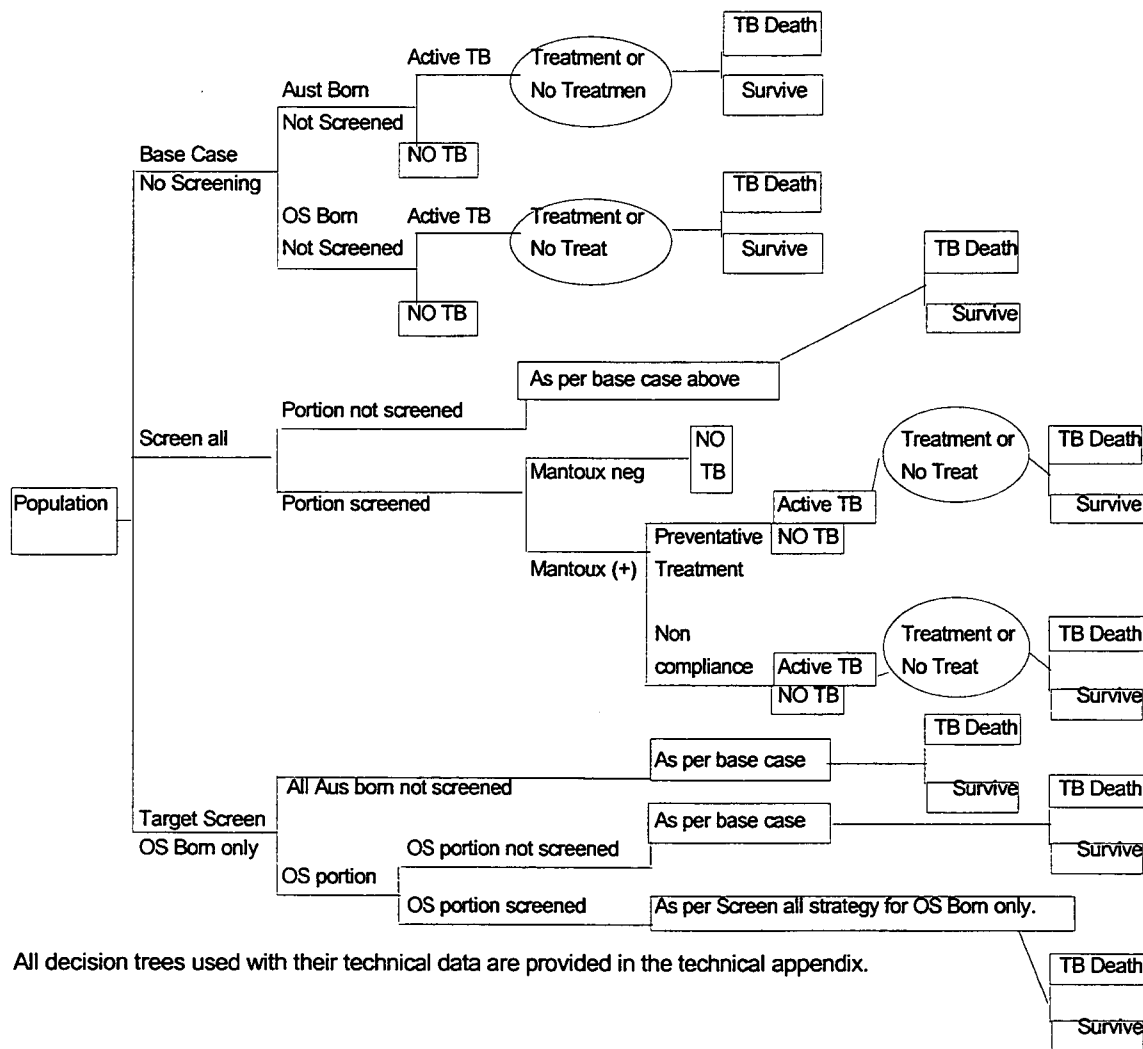 TB Death
Active TB
Treatment or
No Treatmen
Survive
Aust Born
Not Screened
NO TB
Base Case
No Screening
TB Death
OS Born
Not Screened
Active TB
Treatment or
No Treat
Survive
NO TB
TB Death
Survive
As per base case above
Portion not screened
Screen all
NO
TB
Mantoux neg
Portion screened
Treatment or
No Treat
TB Death
Survive
Active TB
NO TB
Preventative
Treatment
Mantoux (+)
Population
Non
compliance
Treatment or
No Treat
TB Death
Survive
Active TB
NO TB
TB Death
Survive
As per base case
All Aus born not screened
Target Screen
OS Born only
As per base case
TB Death
Survive
OS portion not screened
OS portion
OS portion screened
As per Screen all strategy for OS Born only.
TB Death
Survive
All decision trees used with their technical data are provided in the technical appendix.